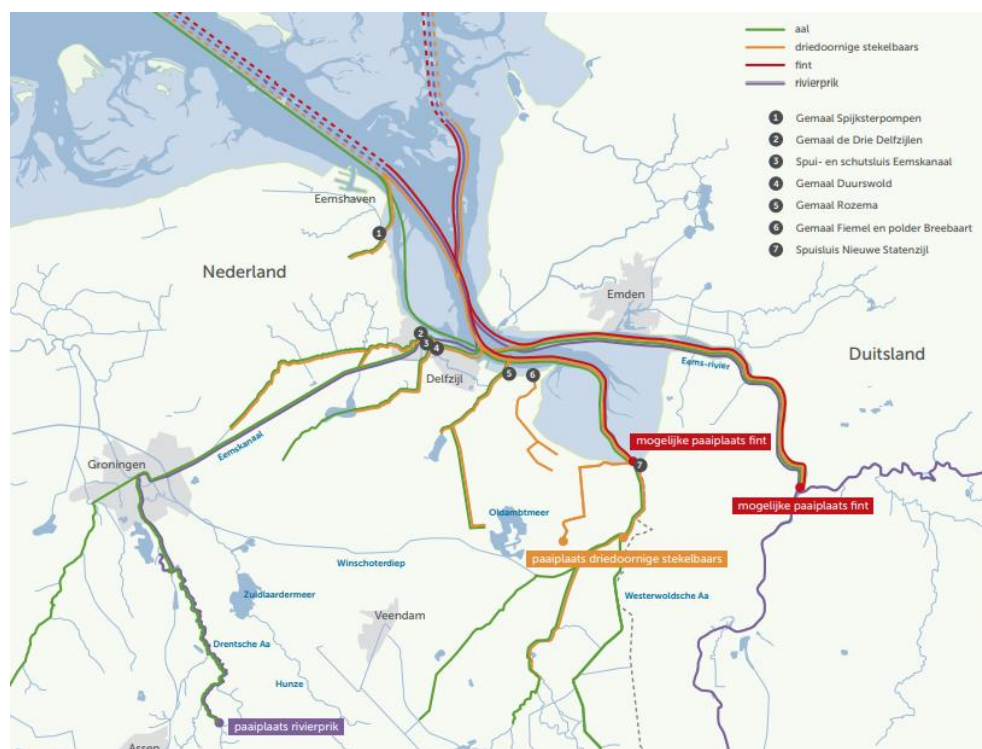 aal
driedoornige stekelbaars
fint
rivierprik
1 Gemaal Spijksterpompen
2 Gemaal de Drie Delfzijlen
3 Spui- en schutsluis Eemskanaal
4 Gemaal Duurswold
5 Gemaal Rozema
6 Gemaal Fiemel en polder Breebaart
7 Spuisluis Nieuwe Statenzijl
Eemshaven
1
Nederland
Emden
2
3
4
Duitsland
Delfzijl
5
6
Eems-rivier
mogelijke paaiplaats fint
7
Eemskanaal
Groningen
mogelijke paaiplaats fint
Oldambtmeer
paaiplaats driedoornige stekelbaars
Winschoterdiep
Zuidlaardermeer
Westerwoldsche Aa
Veendam
Drentsche Aa
Hunze
paaiplaats rivierprik
Assen